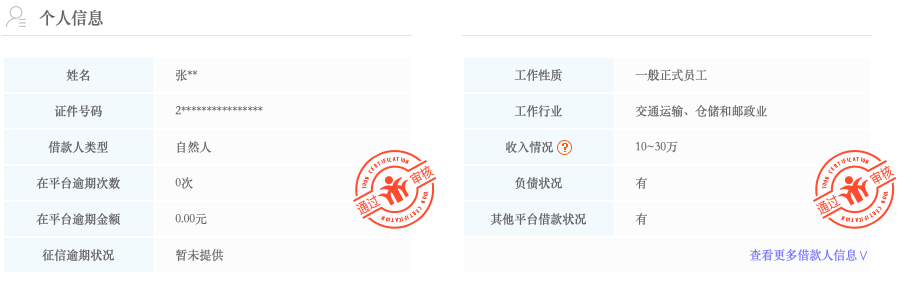 个人信息
姓名 张**
证件号码 2****************
借款人类型 自然人
在平台逾期次数 0次
在平台逾期金额 0.00元
征信逾期状况 暂未提供
通过 审核
工作性质 一般正式员工
工作行业 交通运输、仓储和邮政业
收入情况 ? 10~30万
负债状况 有
其他平台借款状况 有
通过 审核
查看更多借款人信息∨